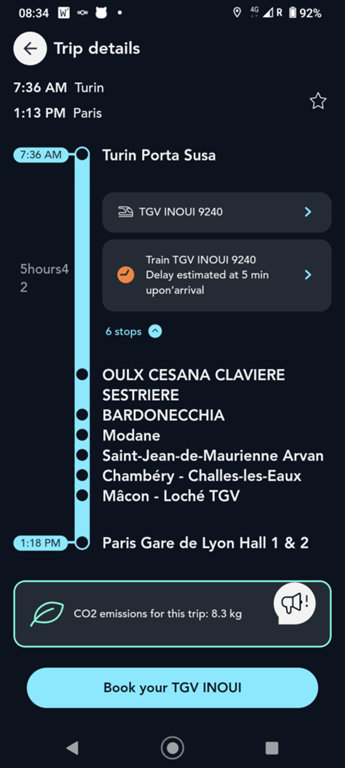 08:34 W 4G R 92%
Trip details
7:36 AM Turin
1:13 PM Paris
7:36 AM Turin Porta Susa
TGV INOUI 9240
Train TGV INOUI 9240
Delay estimated at 5 min
upon’arrival
5hours4
2
6 stops
OULX CESANA CLAVIERE
SESTRIERE
BARDONECCHIA
Modane
Saint-Jean-de-Maurienne Arvan
Chambéry - Challes-les-Eaux
Mâcon - Loché TGV
1:18 PM Paris Gare de Lyon Hall 1 & 2
CO2 emissions for this trip: 8.3 kg
Book your TGV INOUI